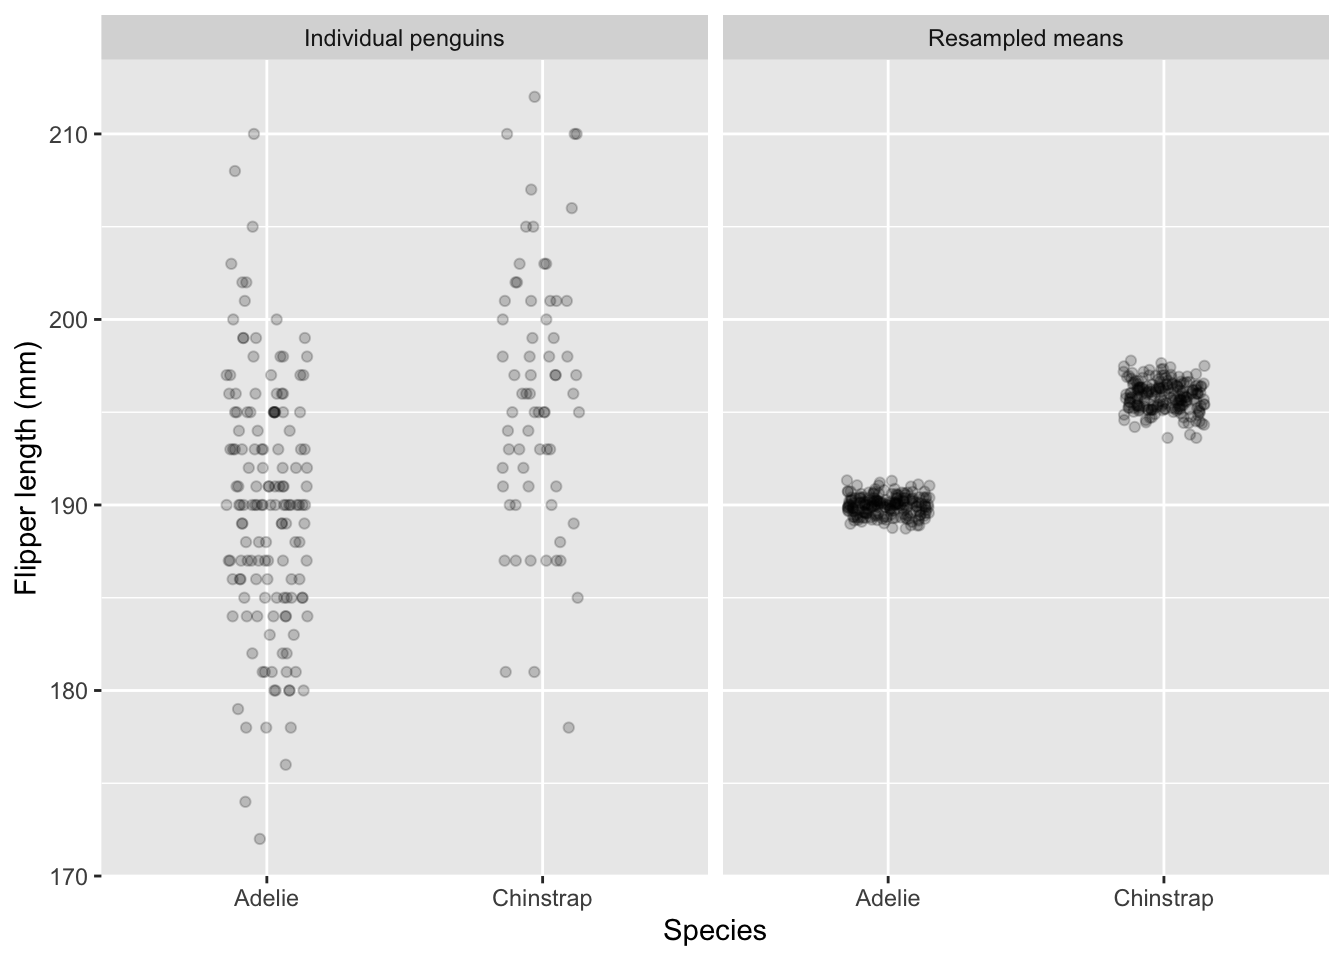 Individual penguins
Resampled means
Flipper length (mm)
210
200
190
180
170
Adelie
Chinstrap
Adelie
Chinstrap
Species